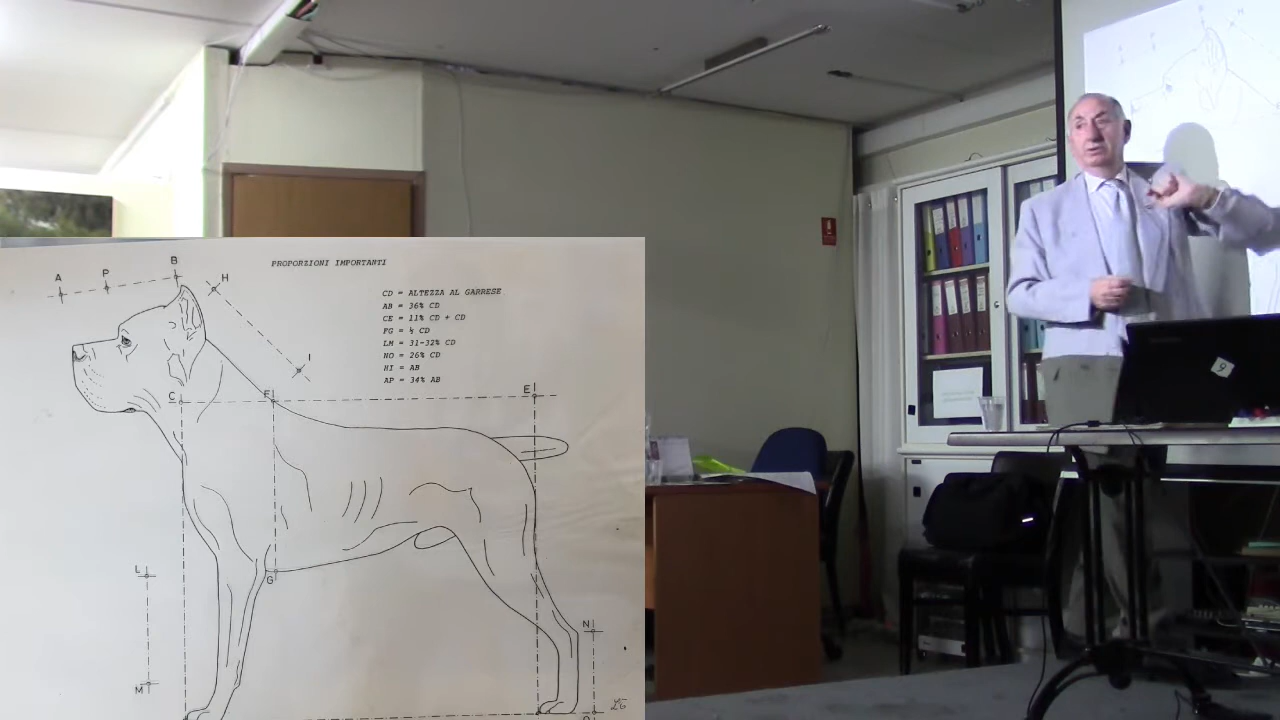 PROPORZIONI IMPORTANTI
CD = ALTEZZA AL GARRESE
AB = 36% CD
CE = 11% CD + CD
FG = ½ CD
LM = 31-32% CD
NO = 26% CD
HI = AB
AP = 34% AB
A
P
B
H
I
C
F
E
G
L
M
N
9